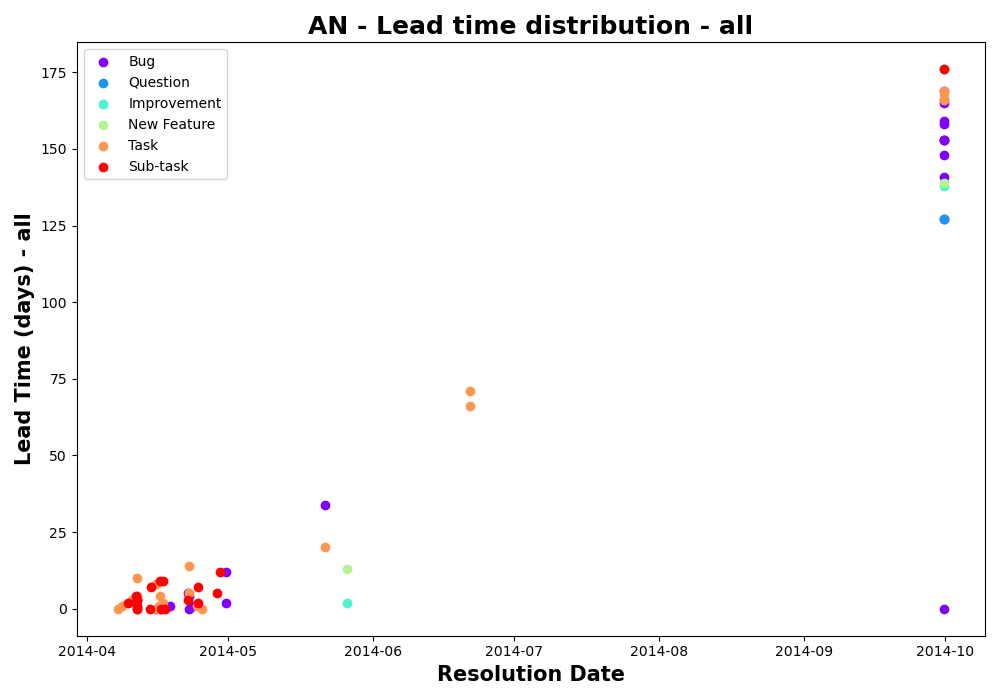 AN - Lead time distribution - all
Bug
Question
Improvement
New Feature
Task
Sub-task
Lead Time (days) - all
175
150
125
100
75
50
25
0
2014-04 2014-05 2014-06 2014-07 2014-08 2014-09 2014-10
Resolution Date